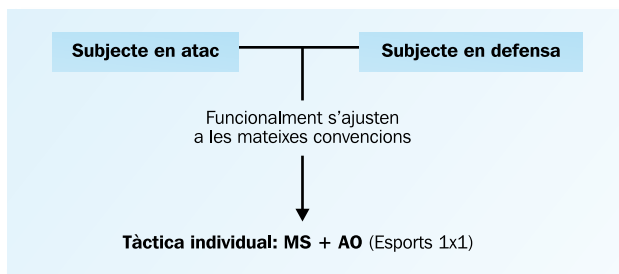 Subjecte en atac
Subjecte en defensa
Funcionalment s’ajusten
a les mateixes convencions
Tàctica individual: MS + AO (Esports 1x1)